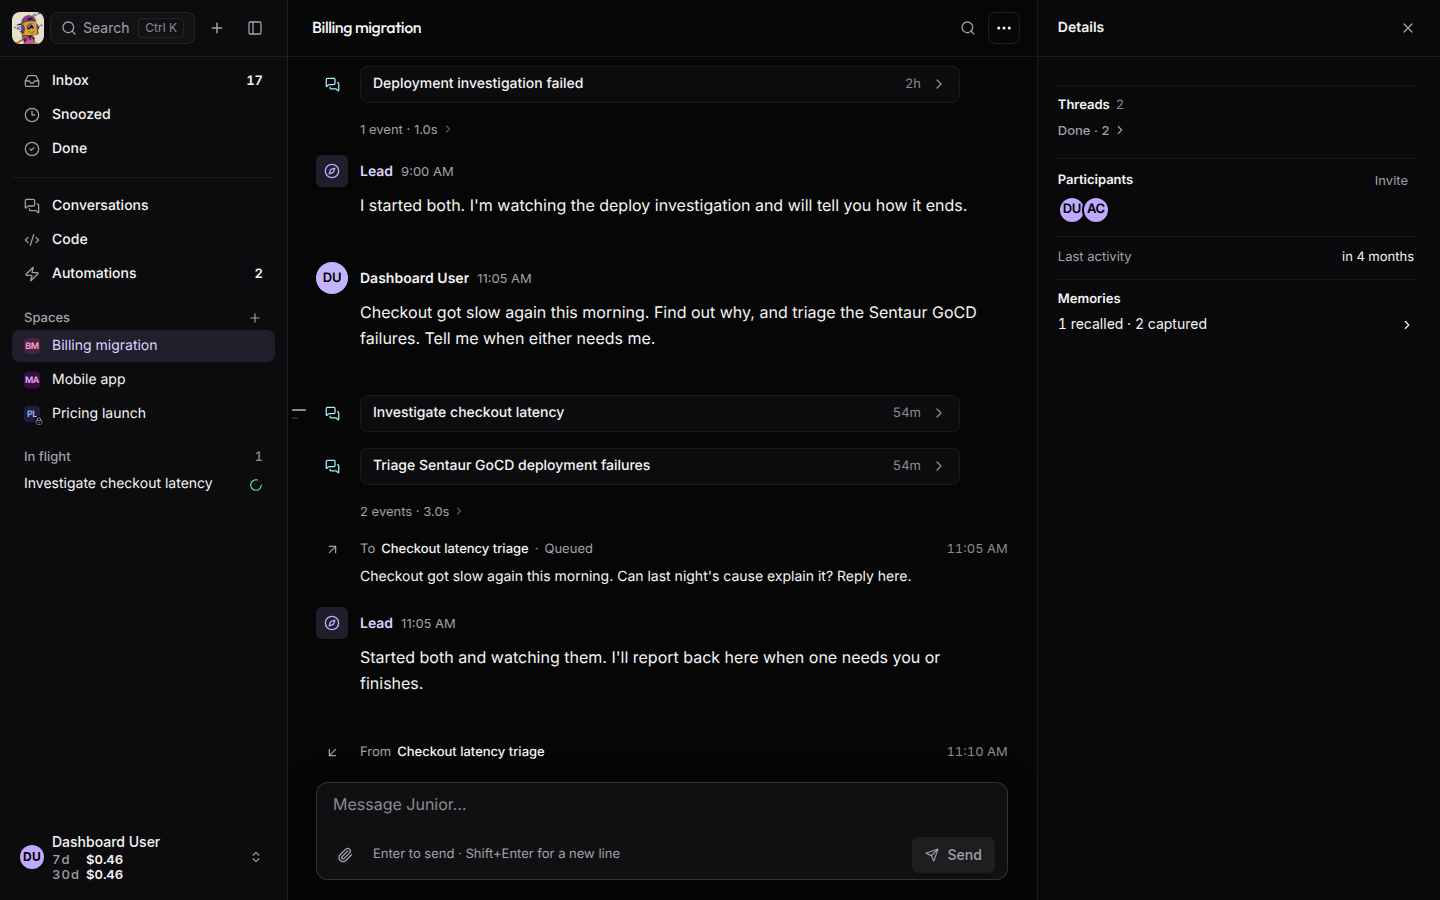 Search Ctrl K
Inbox 17
Snoozed
Done
Conversations
Code
Automations 2
Spaces
BM Billing migration
MA Mobile app
PL Pricing launch
In flight 1
Investigate checkout latency
DU Dashboard User
7d $0.46
30d $0.46
Billing migration
Deployment investigation failed 2h
1 event · 1.0s
Lead 9:00 AM
I started both. I'm watching the deploy investigation and will tell you how it ends.
DU Dashboard User 11:05 AM
Checkout got slow again this morning. Find out why, and triage the Sentaur GoCD
failures. Tell me when either needs me.
Investigate checkout latency 54m
Triage Sentaur GoCD deployment failures 54m
2 events · 3.0s
To Checkout latency triage · Queued 11:05 AM
Checkout got slow again this morning. Can last night's cause explain it? Reply here.
Lead 11:05 AM
Started both and watching them. I'll report back here when one needs you or
finishes.
From Checkout latency triage 11:10 AM
Message Junior...
Enter to send · Shift+Enter for a new line Send
Details
Threads 2
Done · 2
Participants Invite
DU AC
Last activity in 4 months
Memories
1 recalled · 2 captured